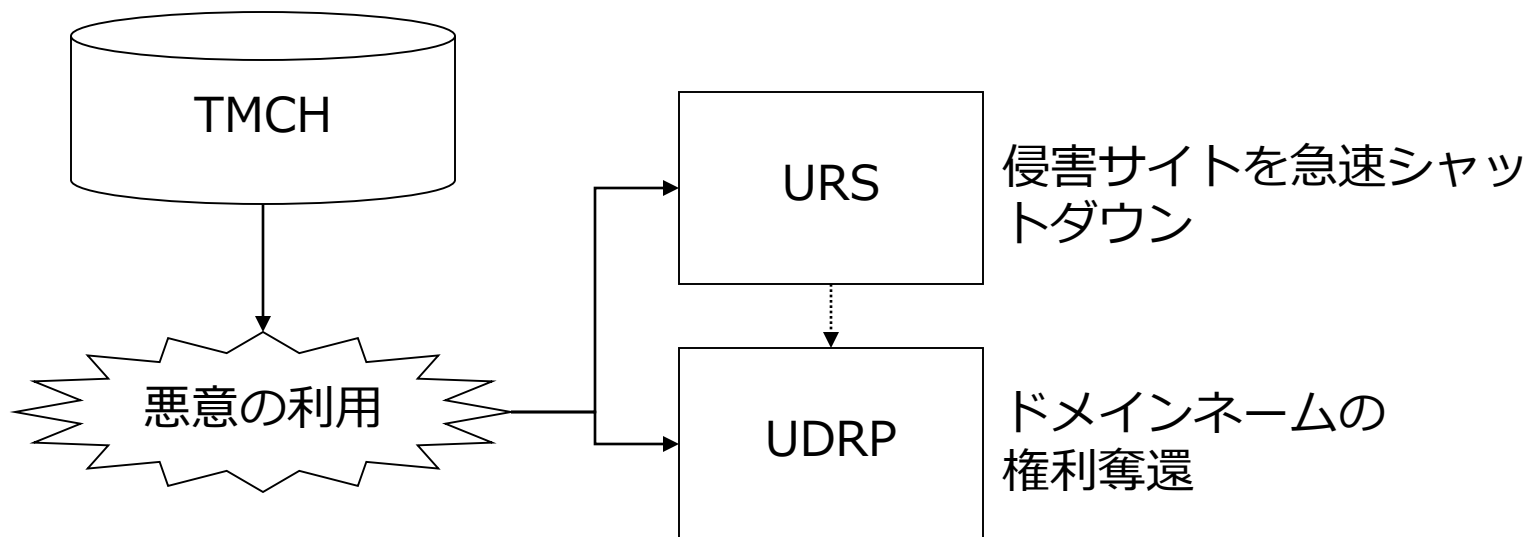 TMCH
URS
侵害サイトを急速シャッ
トダウン
悪意の利用
UDRP
ドメインネームの
権利奪還